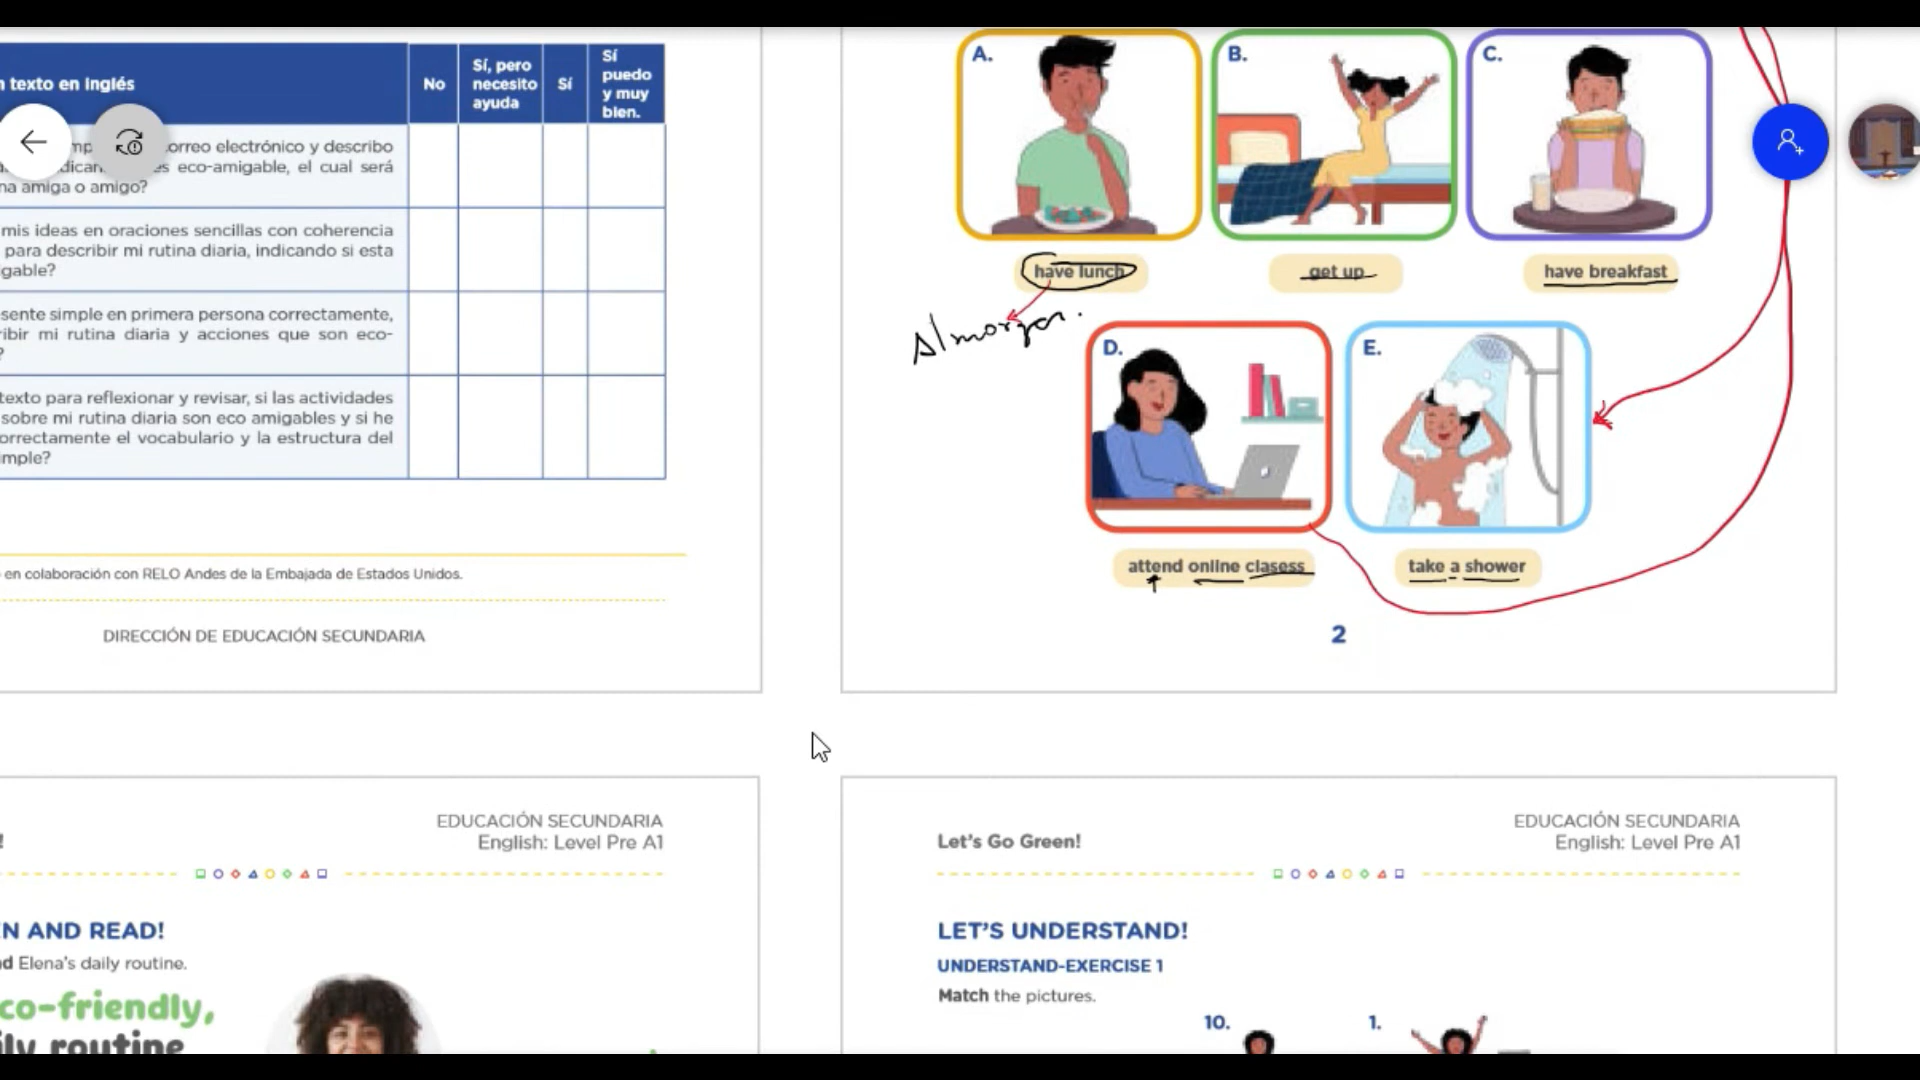 n texto en inglés
No
Sí, pero
necesito
ayuda
Sí
Sí
puedo
y muy
bien.
orreo electrónico y describo
es eco-amigable, el cual será
na amiga o amigo?
mis ideas en oraciones sencillas con coherencia
para describir mi rutina diaria, indicando si esta
igable?
sente simple en primera persona correctamente,
ribir mi rutina diaria y acciones que son eco-
?
texto para reflexionar y revisar, si las actividades
sobre mi rutina diaria son eco amigables y si he
orrectamente el vocabulario y la estructura del
imple?
en colaboración con RELO Andes de la Embajada de Estados Unidos.
DIRECCIÓN DE EDUCACIÓN SECUNDARIA
A.
B.
C.
have lunch
get up
have breakfast
Almorzar.
D.
E.
attend online clasess
take a shower
2
!
EDUCACIÓN SECUNDARIA
English: Level Pre A1
N AND READ!
d Elena's daily routine.
co-friendly,
ily routine
Let's Go Green!
EDUCACIÓN SECUNDARIA
English: Level Pre A1
LET'S UNDERSTAND!
UNDERSTAND-EXERCISE 1
Match the pictures.
10.
1.